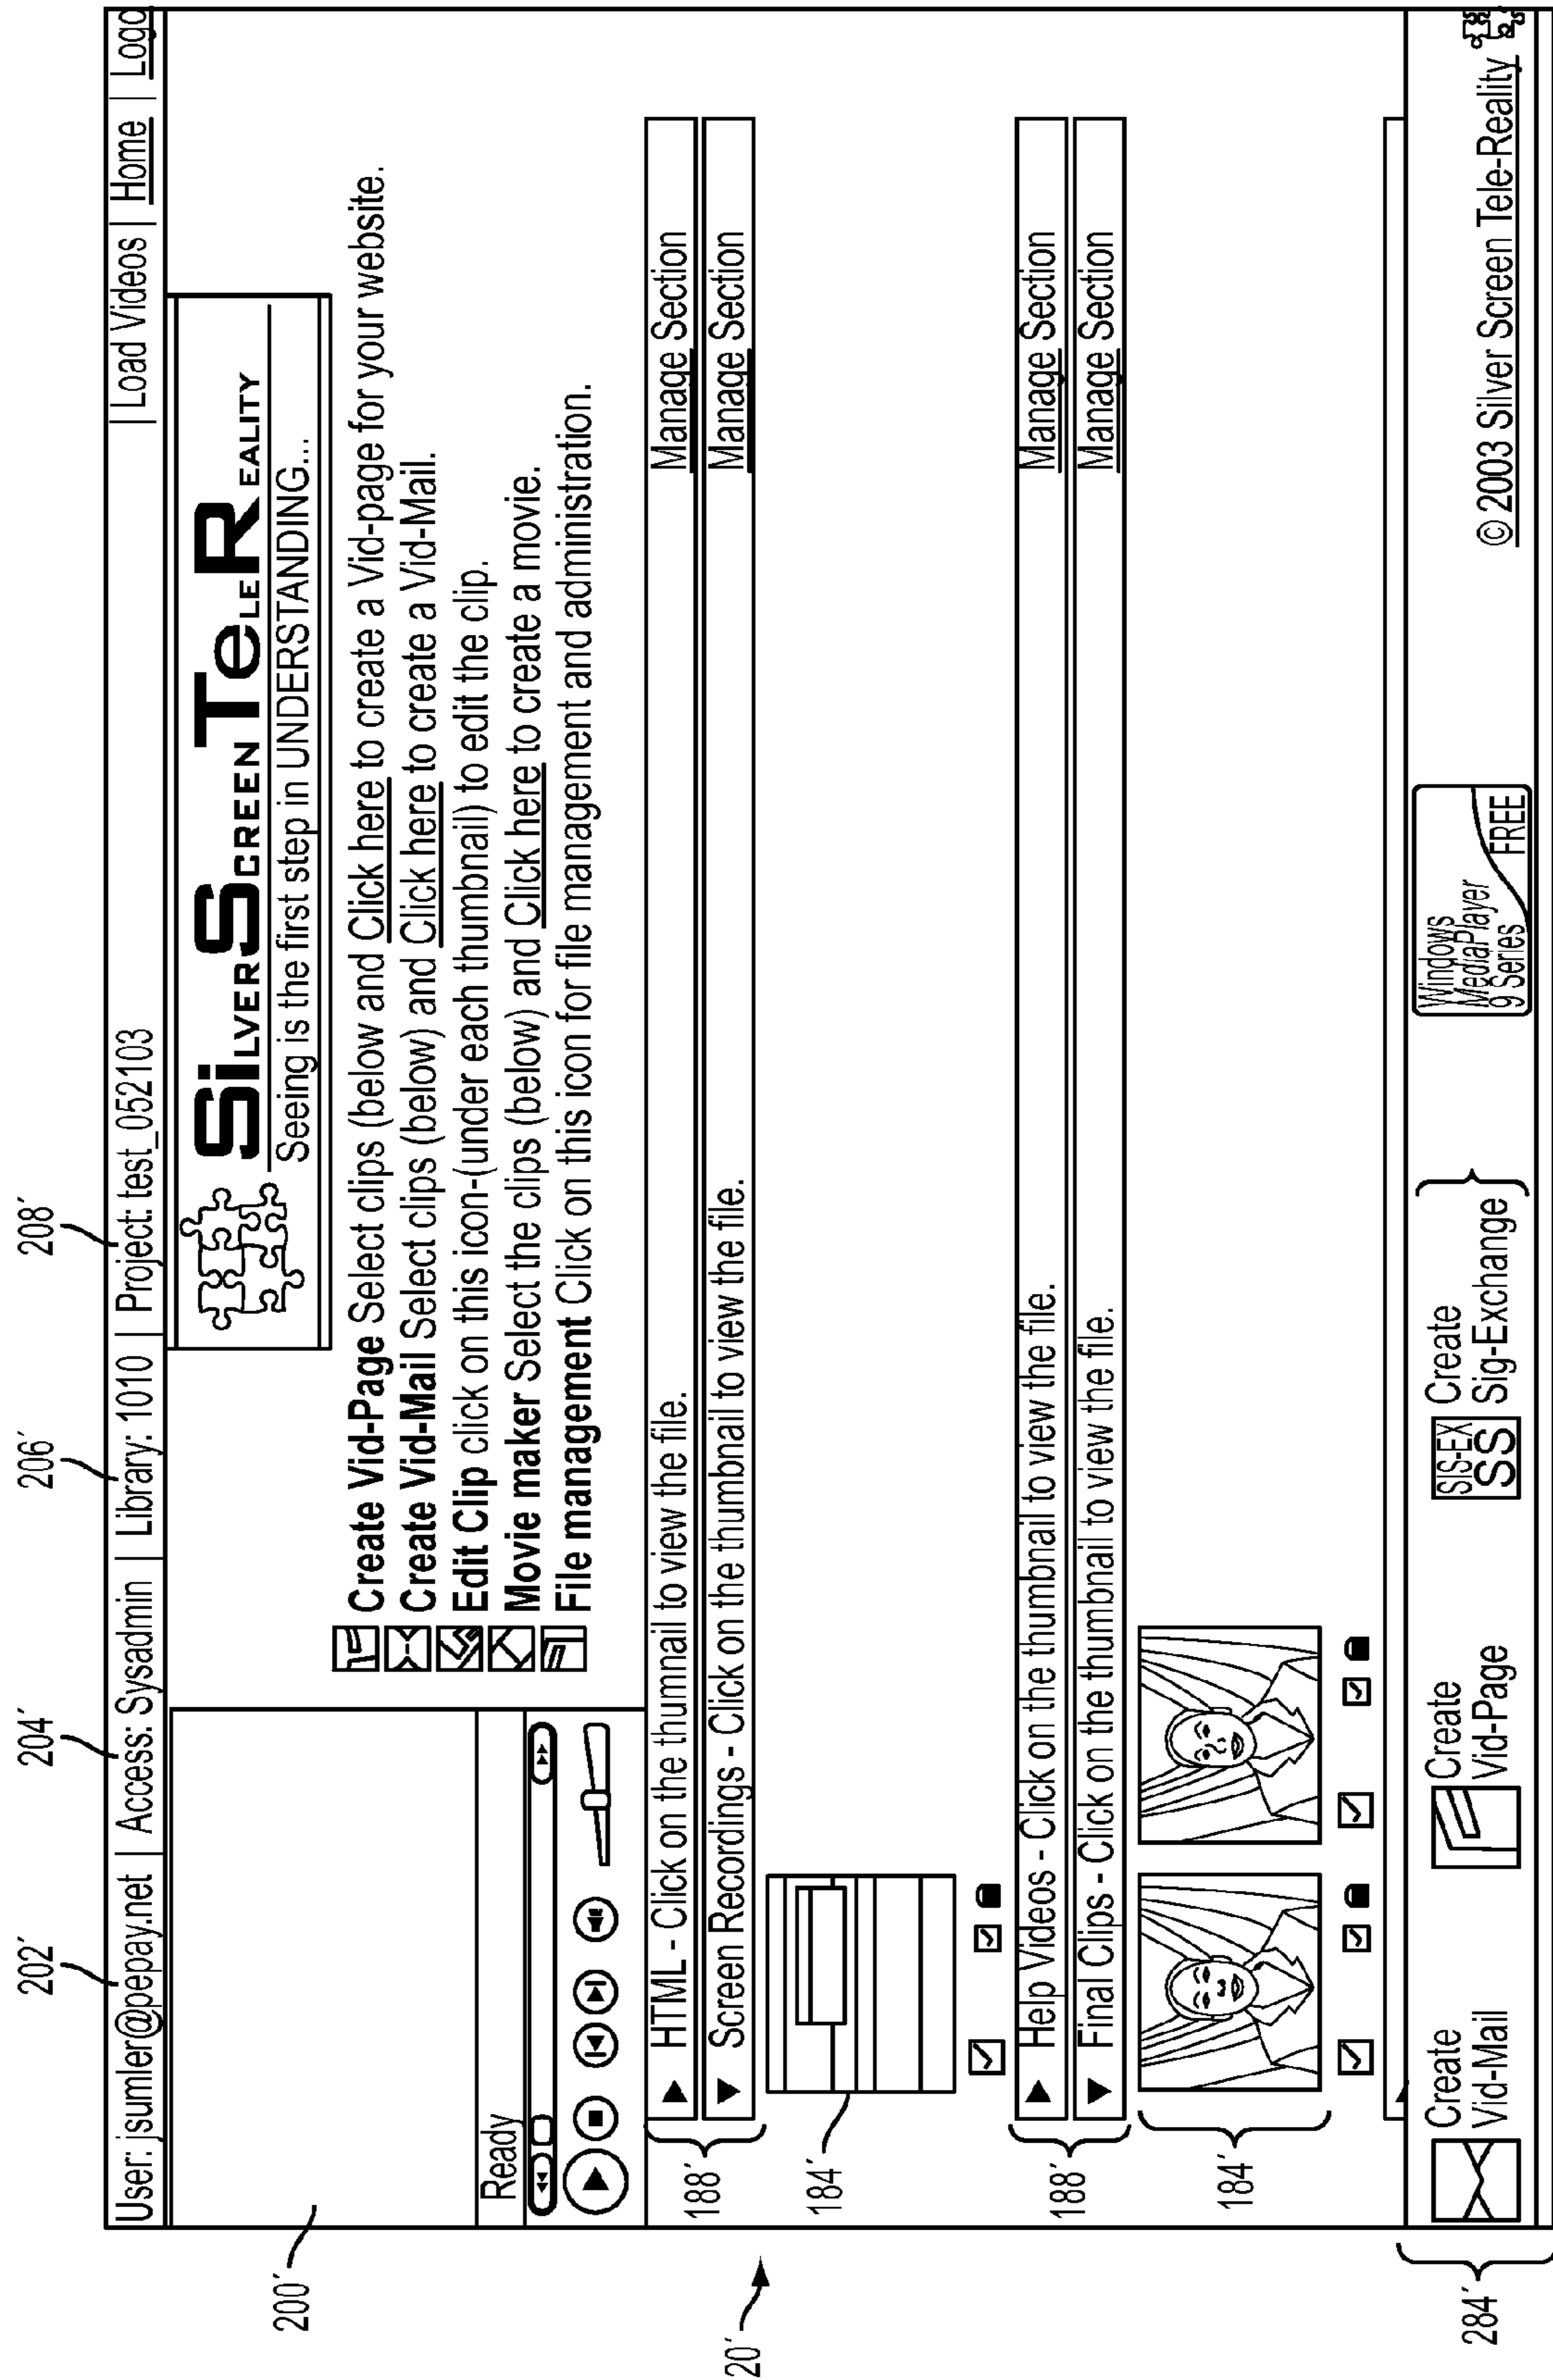 202′ 204′ 206′ 208′
User: jsumler@pepay.net | Access: Sysadmin | Library: 1010 | Project: test_052103 | Load Videos | Home | Logo
200′
SiLVERSCREEN TeLEREALITY
Seeing is the first step in UNDERSTANDING...
Create Vid-Page Select clips (below and Click here to create a Vid-page for your website.
Create Vid-Mail Select clips (below) and Click here to create a Vid-Mail.
Edit Clip click on this icon-(under each thumbnail) to edit the clip.
Movie maker Select the clips (below) and Click here to create a movie.
File management Click on this icon for file management and administration.
Ready
20′
188′
HTML - Click on the thumnail to view the file. Manage Section
Screen Recordings - Click on the thumbnail to view the file. Manage Section
184′
188′
Help Videos - Click on the thumbnail to view the file. Manage Section
Final Clips - Click on the thumbnail to view the file. Manage Section
184′
284′
Create
Vid-Mail
Create
Vid-Page
SIS-EX
SS
Create
Sig-Exchange
Windows
MediaPlayer
9 Series
FREE
© 2003 Silver Screen Tele-Reality